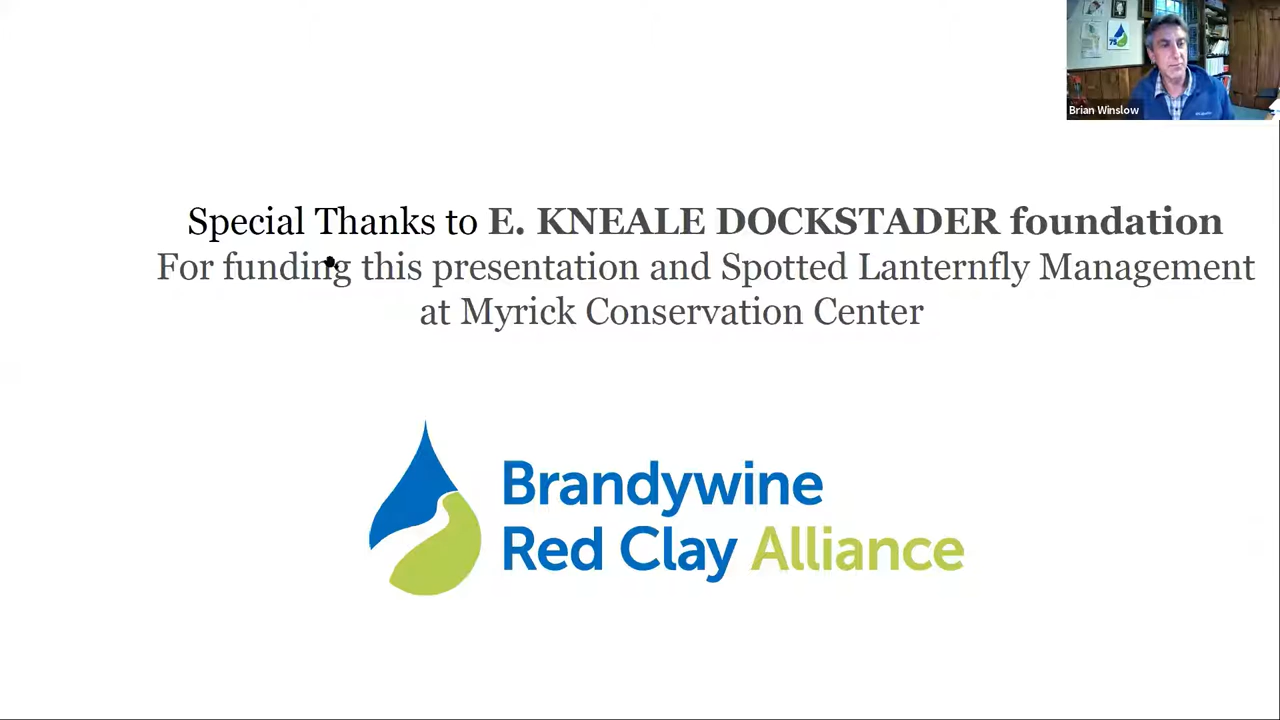 Brian Winslow
Special Thanks to E. KNEALE DOCKSTADER foundation
For funding this presentation and Spotted Lanternfly Management
at Myrick Conservation Center
Brandywine
Red Clay Alliance
75